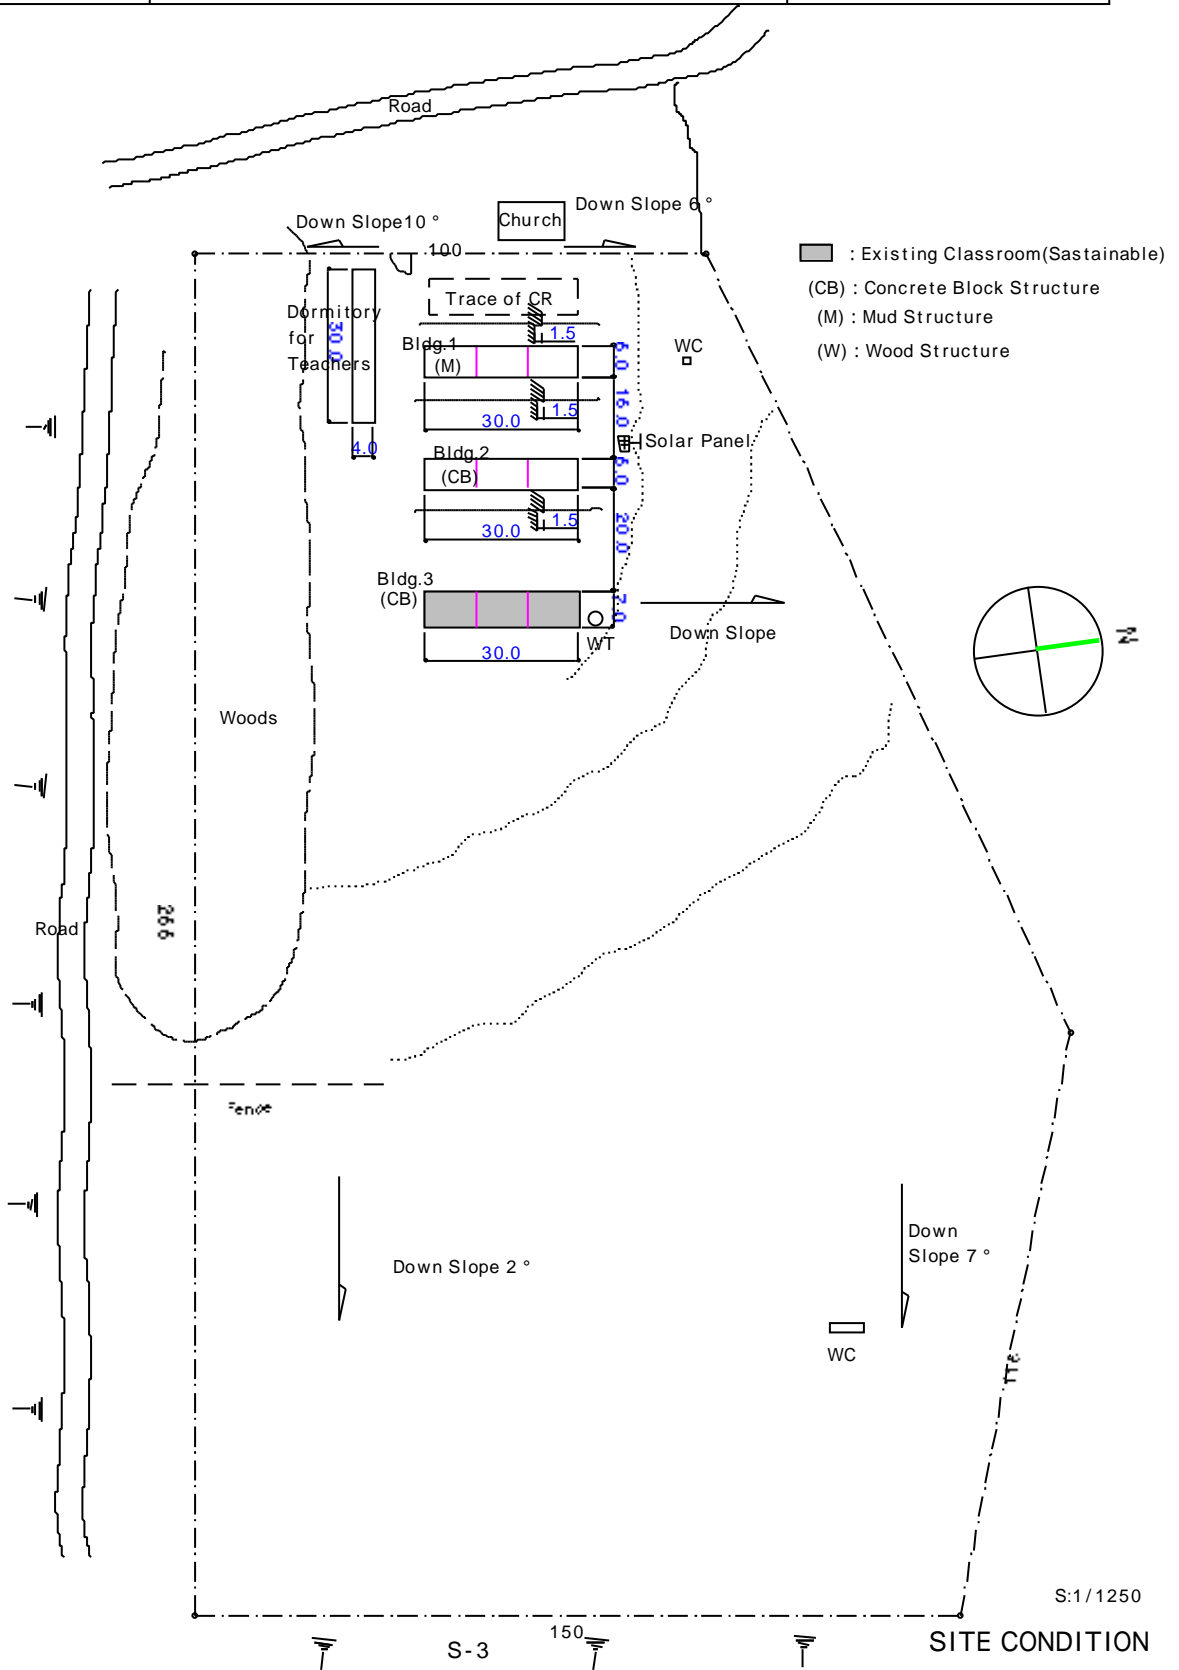 Road
Down Slope10 °
Church
Down Slope 6 °
100
: Existing Classroom(Sastainable)
(CB) : Concrete Block Structure
(M) : Mud Structure
(W) : Wood Structure
Trace of CR
Dormitory
for
Teachers
30.0
4.0
1.5
Bldg.1
(M)
6.0
WC
16.0
1.5
30.0
Solar Panel
Bldg.2
(CB)
6.0
1.5
30.0
20.0
Bldg.3
(CB)
7.0
WT
30.0
Down Slope
N
Woods
266
Road
Fence
Down Slope 2 °
Down
Slope 7 °
WC
S:1/1250
150
S-3
SITE CONDITION